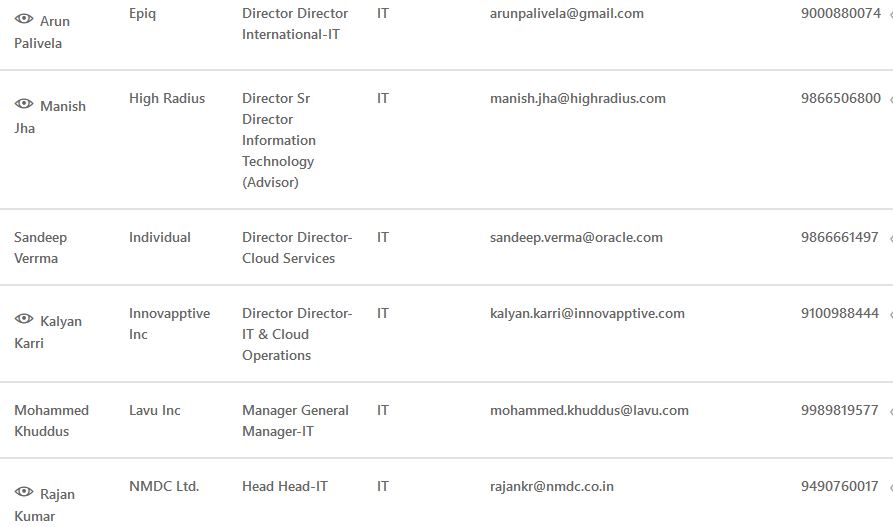 Arun Palivela Epiq Director Director International-IT IT arunpalivela@gmail.com 9000880074
Manish Jha High Radius Director Sr Director Information Technology (Advisor) IT manish.jha@highradius.com 9866506800
Sandeep Verrma Individual Director Director-Cloud Services IT sandeep.verma@oracle.com 9866661497
Kalyan Karri Innovapptive Inc Director Director-IT & Cloud Operations IT kalyan.karri@innovapptive.com 9100988444
Mohammed Khuddus Lavu Inc Manager General Manager-IT IT mohammed.khuddus@lavu.com 9989819577
Rajan Kumar NMDC Ltd. Head Head-IT IT rajankr@nmdc.co.in 9490760017